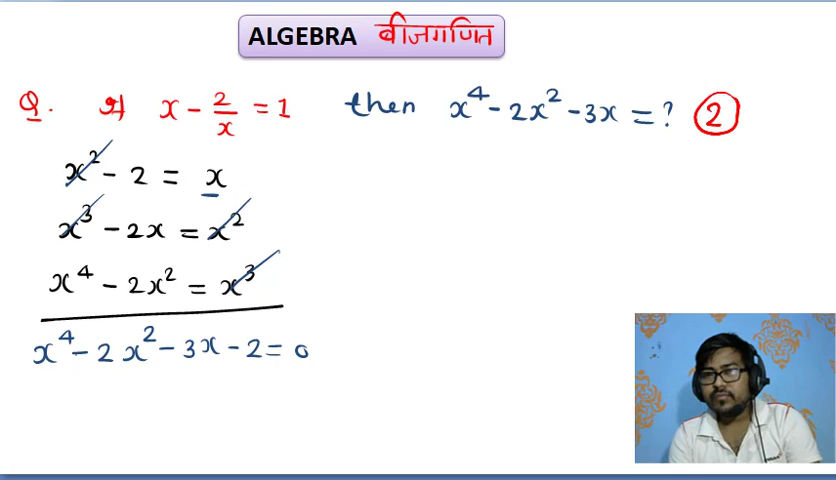 ALGEBRA बीजगणित
Q. If x - 2/x = 1 then x⁴ - 2x² - 3x = ? 2
x² - 2 = x
x³ - 2x = x²
x⁴ - 2x² = x³
x⁴ - 2x² - 3x - 2 = 0